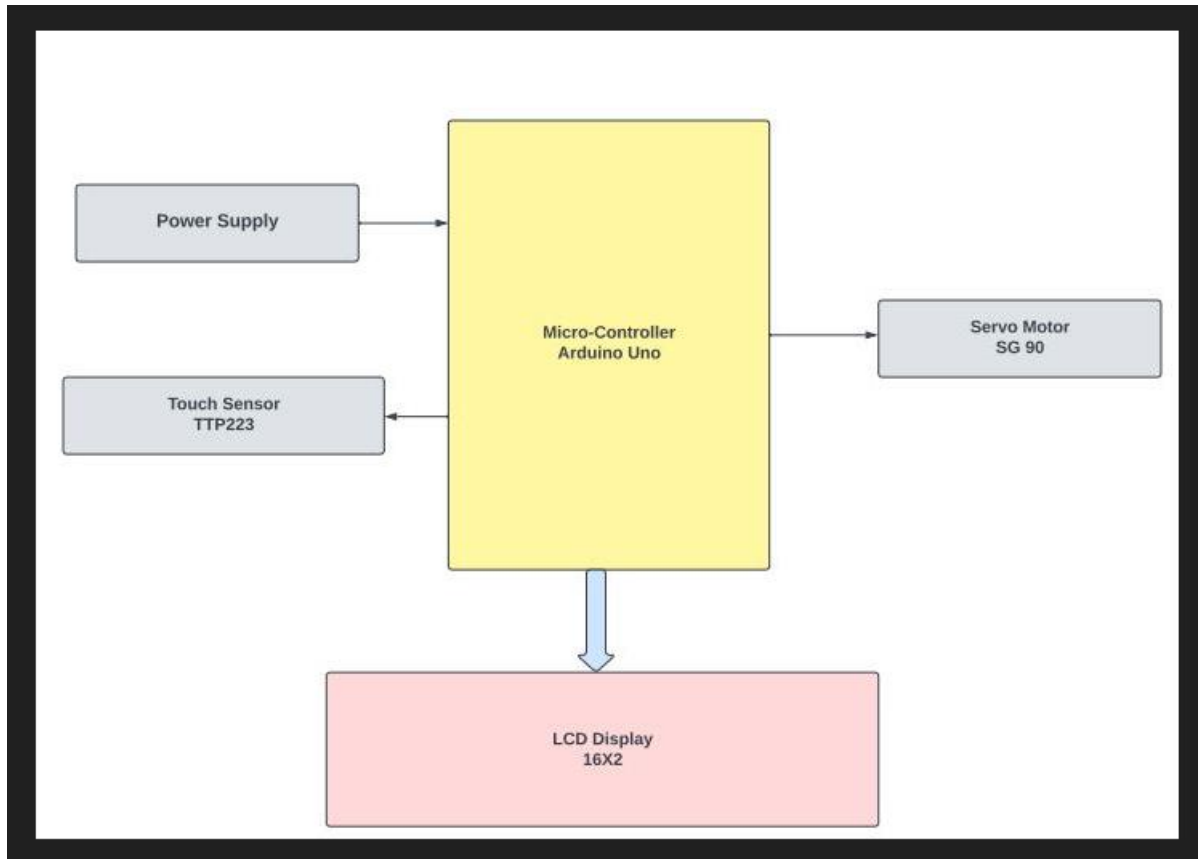 Power Supply
Micro-Controller
Arduino Uno
Servo Motor
SG 90
Touch Sensor
TTP223
LCD Display
16X2